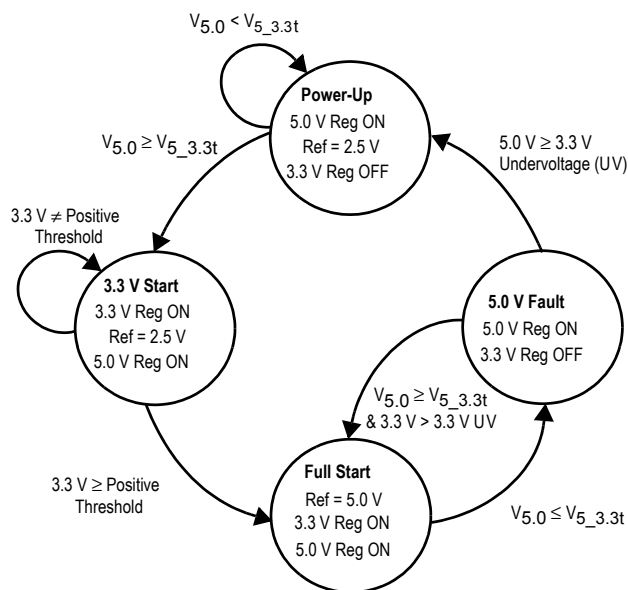 V5.0 < V5_3.3t
Power-Up
5.0 V Reg ON
Ref = 2.5 V
3.3 V Reg OFF
V5.0 ≥ V5_3.3t
5.0 V ≥ 3.3 V
Undervoltage (UV)
3.3 V ≠ Positive
Threshold
3.3 V Start
3.3 V Reg ON
Ref = 2.5 V
5.0 V Reg ON
5.0 V Fault
5.0 V Reg ON
3.3 V Reg OFF
V5.0 ≥ V5_3.3t
& 3.3 V > 3.3 V UV
3.3 V ≥ Positive
Threshold
Full Start
Ref = 5.0 V
3.3 V Reg ON
5.0 V Reg ON
V5.0 ≤ V5_3.3t